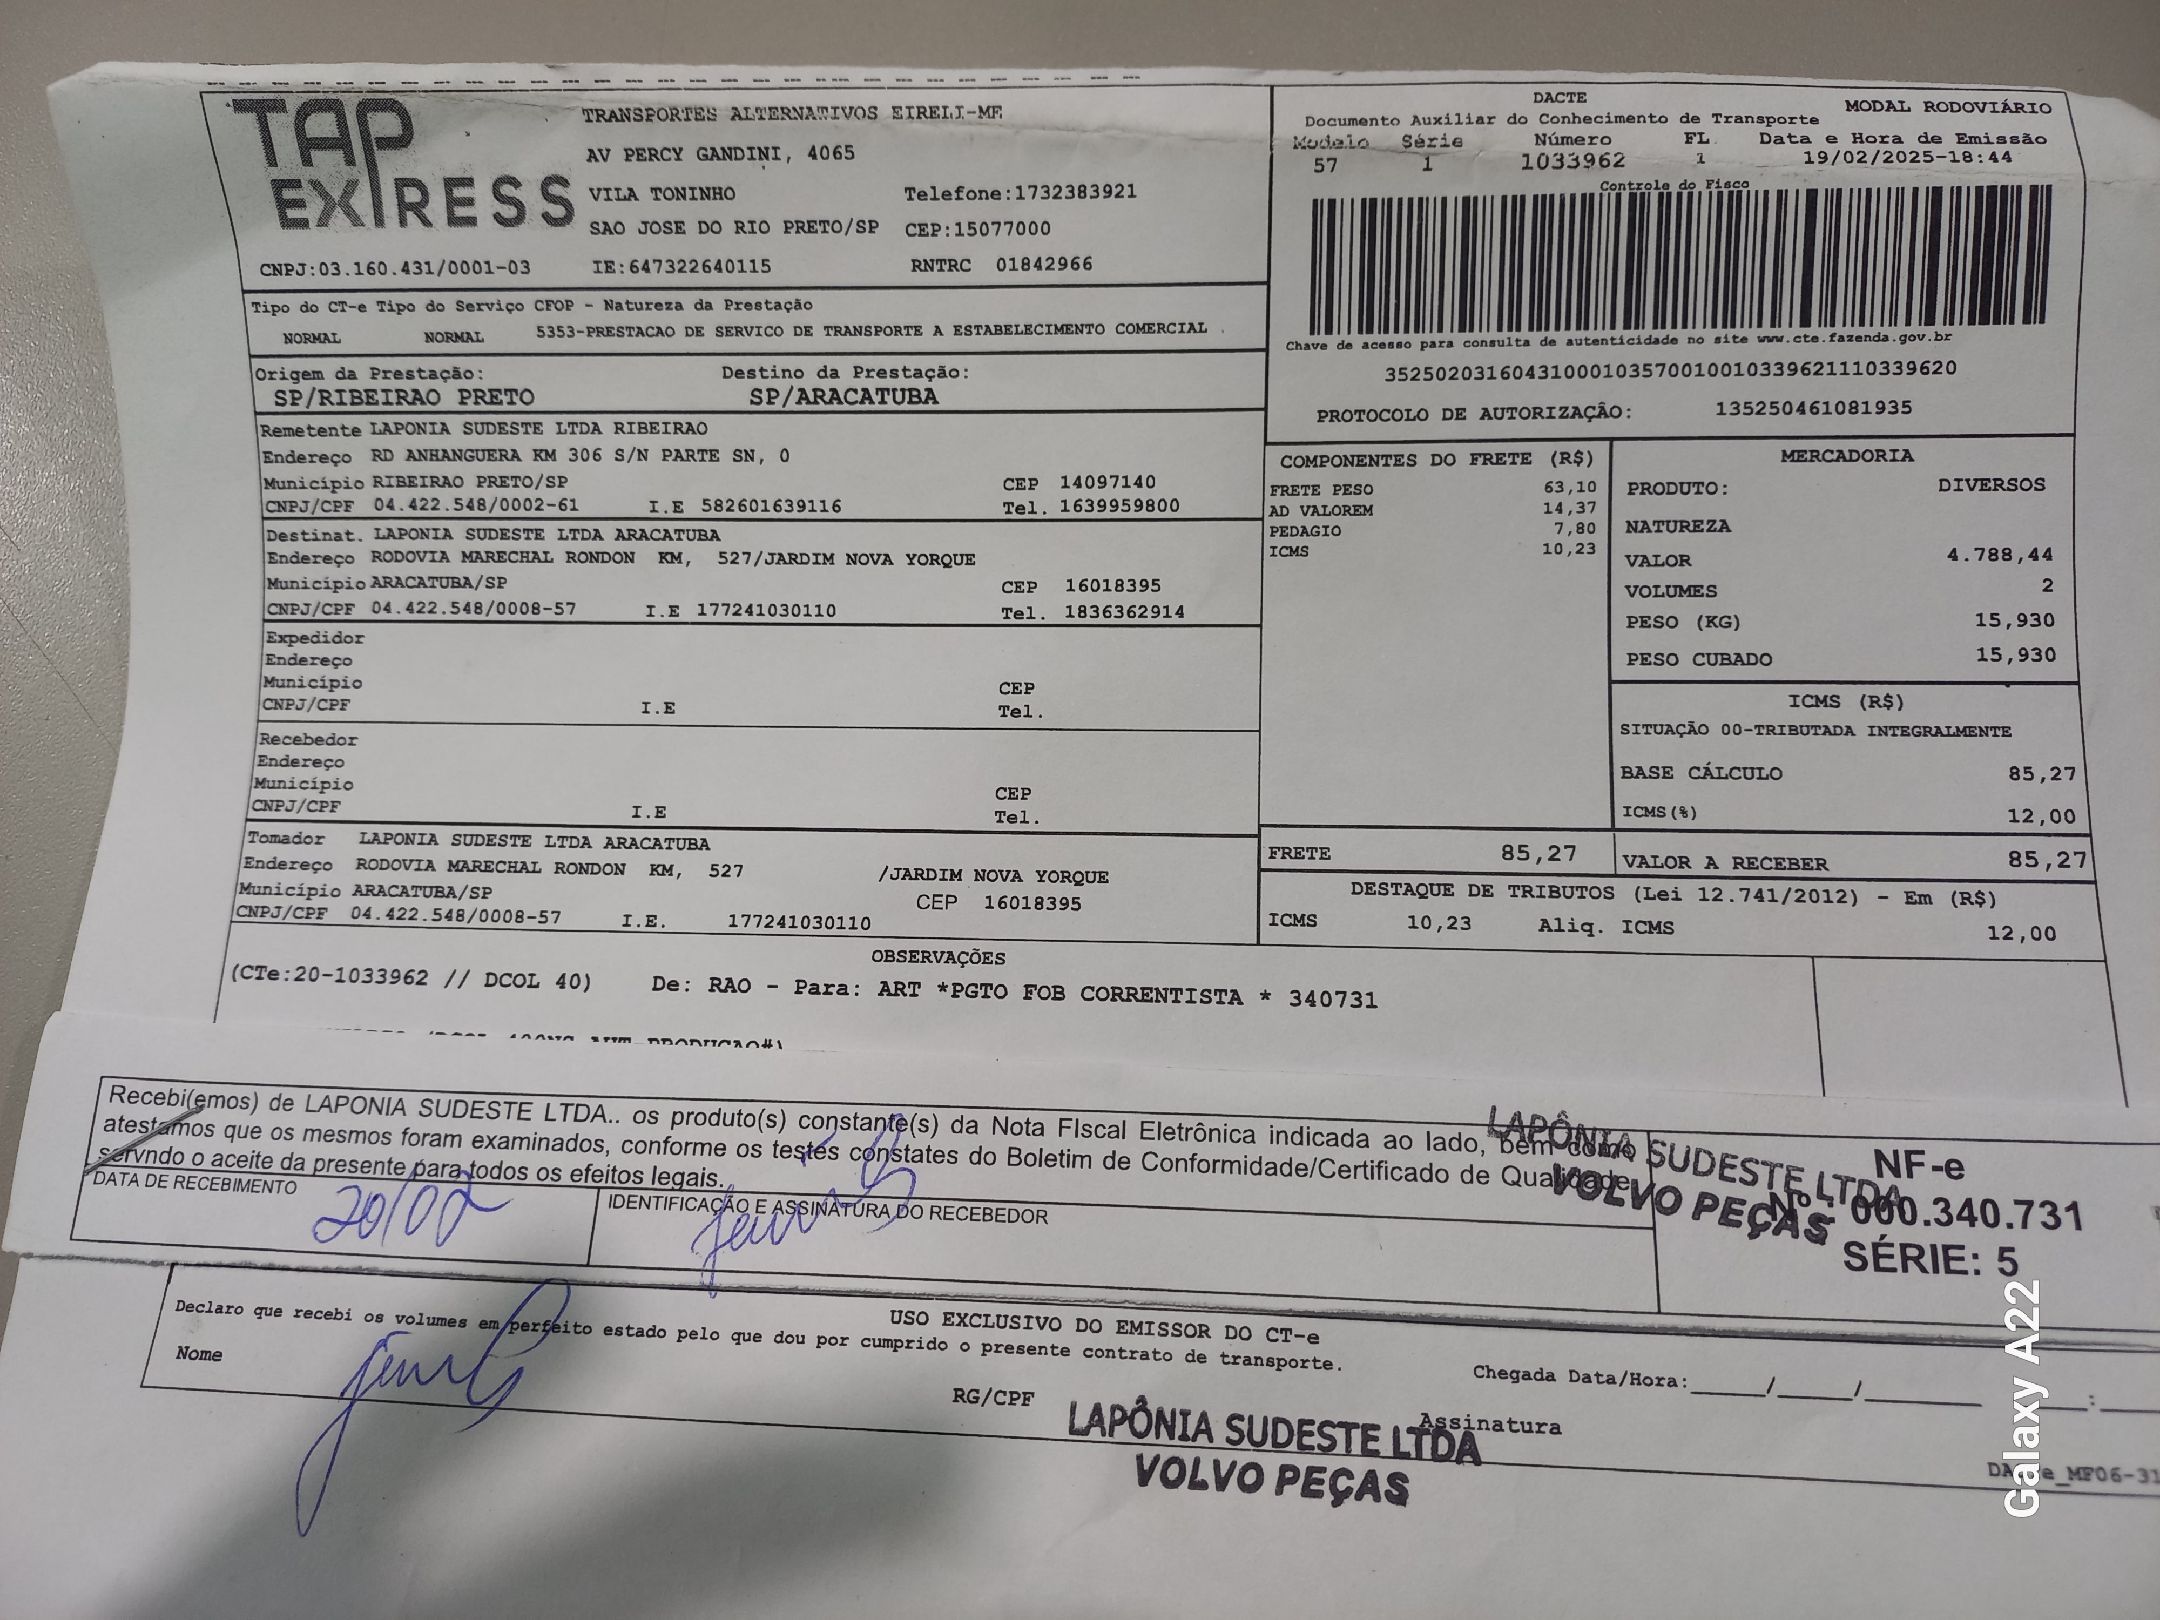 TAP EXPRESS
TRANSPORTES ALTERNATIVOS EIRELI-ME
AV PERCY GANDINI, 4065
VILA TONINHO Telefone:1732383921
SAO JOSE DO RIO PRETO/SP CEP:15077000
CNPJ:03.160.431/0001-03 IE:647322640115 RNTRC 01842966
DACTE MODAL RODOVIÁRIO
Documento Auxiliar do Conhecimento de Transporte
Modelo Série Número FL Data e Hora de Emissão
57 1 1033962 1 19/02/2025-18:44
Controle do Fisco
Chave de acesso para consulta de autenticidade no site www.cte.fazenda.gov.br
35250203160431000103570010010339621110339620
PROTOCOLO DE AUTORIZAÇÃO: 135250461081935
Tipo do CT-e Tipo do Serviço CFOP - Natureza da Prestação
NORMAL NORMAL 5353-PRESTACAO DE SERVICO DE TRANSPORTE A ESTABELECIMENTO COMERCIAL
Origem da Prestação: Destino da Prestação:
SP/RIBEIRAO PRETO SP/ARACATUBA
Remetente LAPONIA SUDESTE LTDA RIBEIRAO
Endereço RD ANHANGUERA KM 306 S/N PARTE SN, 0
Município RIBEIRAO PRETO/SP CEP 14097140
CNPJ/CPF 04.422.548/0002-61 I.E 582601639116 Tel. 1639959800
Destinat. LAPONIA SUDESTE LTDA ARACATUBA
Endereço RODOVIA MARECHAL RONDON KM, 527/JARDIM NOVA YORQUE
Município ARACATUBA/SP CEP 16018395
CNPJ/CPF 04.422.548/0008-57 I.E 177241030110 Tel. 1836362914
Expedidor
Endereço
Município CEP
CNPJ/CPF I.E Tel.
Recebedor
Endereço
Município CEP
CNPJ/CPF I.E Tel.
Tomador LAPONIA SUDESTE LTDA ARACATUBA
Endereço RODOVIA MARECHAL RONDON KM, 527 /JARDIM NOVA YORQUE
Município ARACATUBA/SP CEP 16018395
CNPJ/CPF 04.422.548/0008-57 I.E. 177241030110
COMPONENTES DO FRETE (R$)
FRETE PESO 63,10
AD VALOREM 14,37
PEDAGIO 7,80
ICMS 10,23
MERCADORIA
PRODUTO: DIVERSOS
NATUREZA
VALOR 4.788,44
VOLUMES 2
PESO (KG) 15,930
PESO CUBADO 15,930
ICMS (R$)
SITUAÇÃO 00-TRIBUTADA INTEGRALMENTE
BASE CÁLCULO 85,27
ICMS(%) 12,00
FRETE 85,27 VALOR A RECEBER 85,27
DESTAQUE DE TRIBUTOS (Lei 12.741/2012) - Em (R$)
ICMS 10,23 Aliq. ICMS 12,00
OBSERVAÇÕES
(CTe:20-1033962 // DCOL 40) De: RAO - Para: ART *PGTO FOB CORRENTISTA * 340731
Recebi(emos) de LAPONIA SUDESTE LTDA.. os produto(s) constante(s) da Nota FIscal Eletrônica indicada ao lado, bem como
atestamos que os mesmos foram examinados, conforme os testes constates do Boletim de Conformidade/Certificado de Qualidade,
servndo o aceite da presente para todos os efeitos legais.
DATA DE RECEBIMENTO IDENTIFICAÇÃO E ASSINATURA DO RECEBEDOR
20/02
LAPÔNIA SUDESTE LTDA
VOLVO PEÇAS
NF-e
Nº : 000.340.731
SÉRIE: 5
USO EXCLUSIVO DO EMISSOR DO CT-e
Declaro que recebi os volumes em perfeito estado pelo que dou por cumprido o presente contrato de transporte.
Nome RG/CPF Chegada Data/Hora:_____/_____/________ ___:___
Assinatura
LAPÔNIA SUDESTE LTDA
VOLVO PEÇAS
Galaxy A22